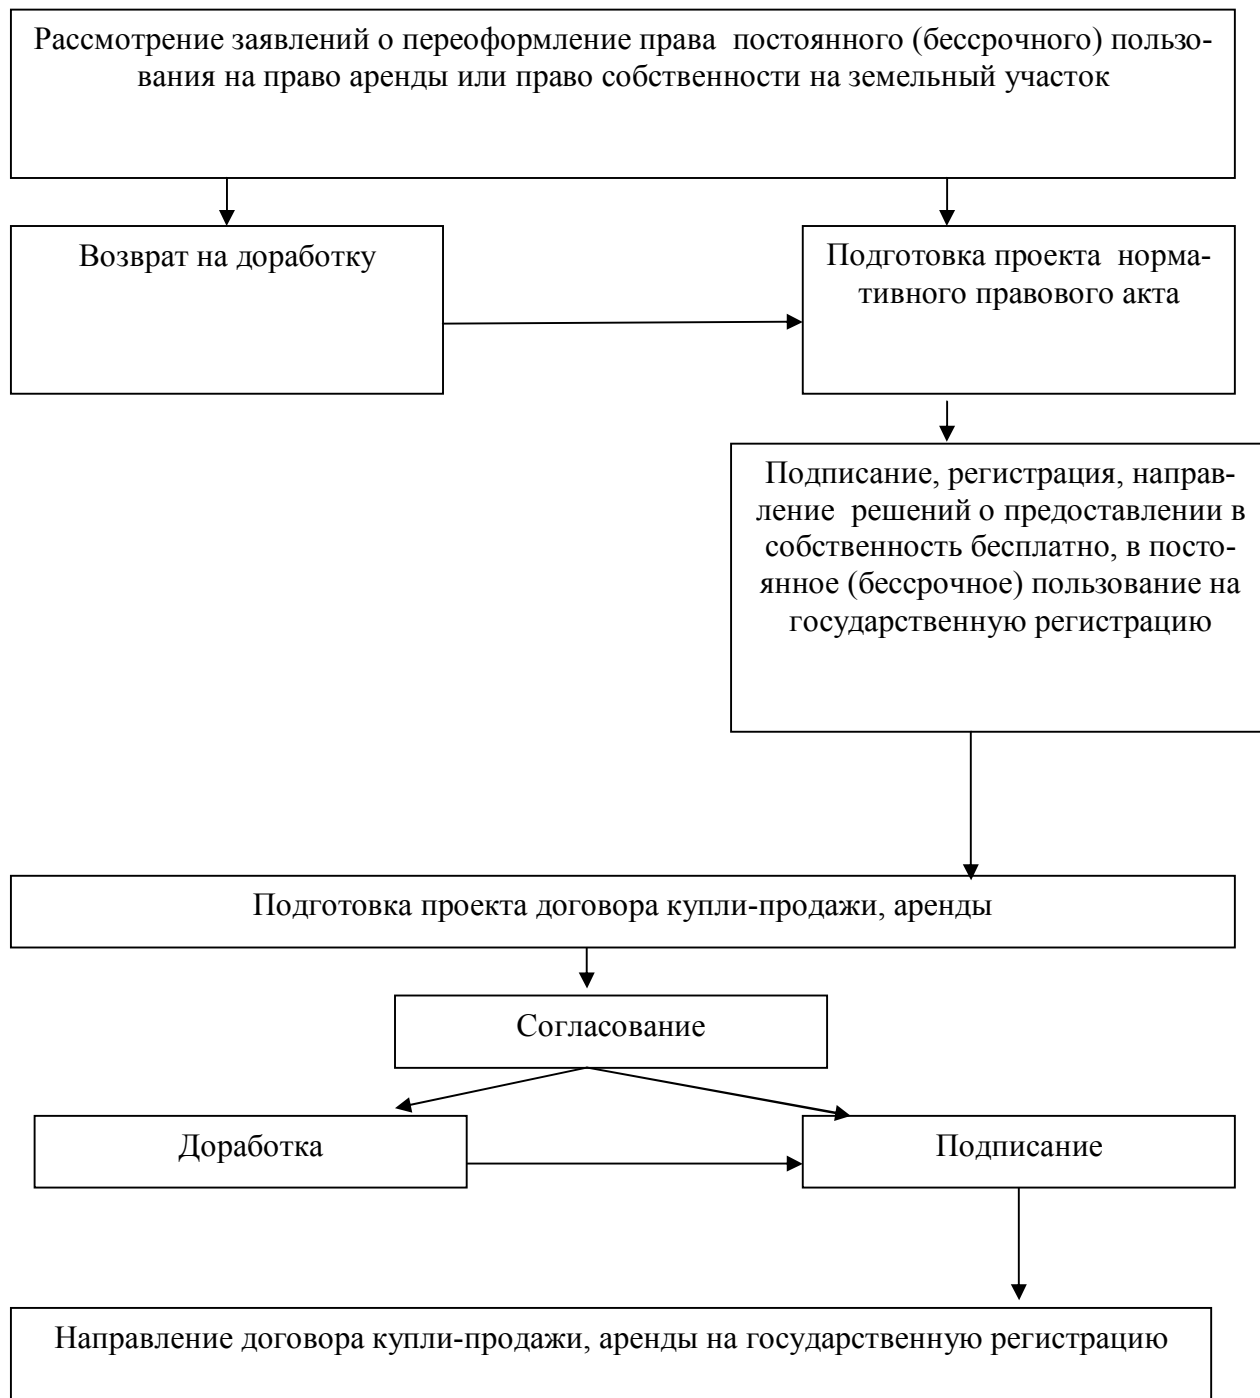 Рассмотрение заявлений о переоформление права  постоянного (бессрочного) пользо-
вания на право аренды или право собственности на земельный участок
Возврат на доработку
Подготовка проекта  норма-
тивного правового акта
Подписание, регистрация, направ-
ление  решений о предоставлении в
собственность бесплатно, в посто-
янное (бессрочное) пользование на
государственную регистрацию
Подготовка проекта договора купли-продажи, аренды
Согласование
Доработка
Подписание
Направление договора купли-продажи, аренды на государственную регистрацию